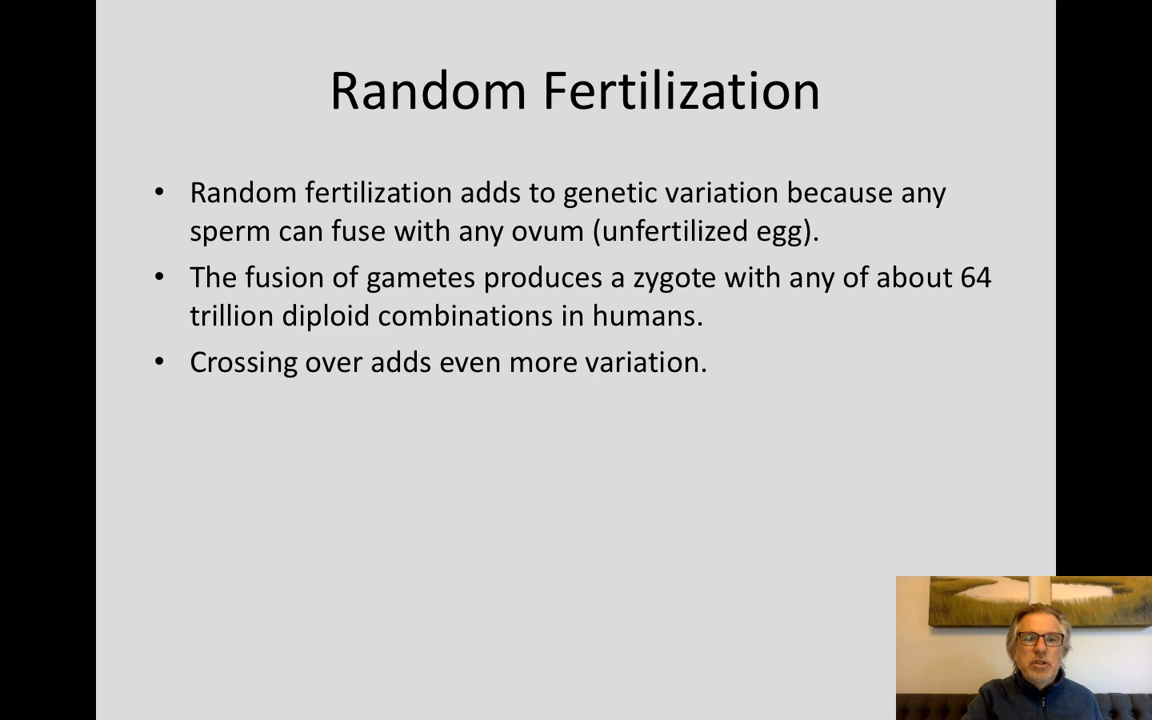 Random Fertilization
• Random fertilization adds to genetic variation because any
sperm can fuse with any ovum (unfertilized egg).
• The fusion of gametes produces a zygote with any of about 64
trillion diploid combinations in humans.
• Crossing over adds even more variation.